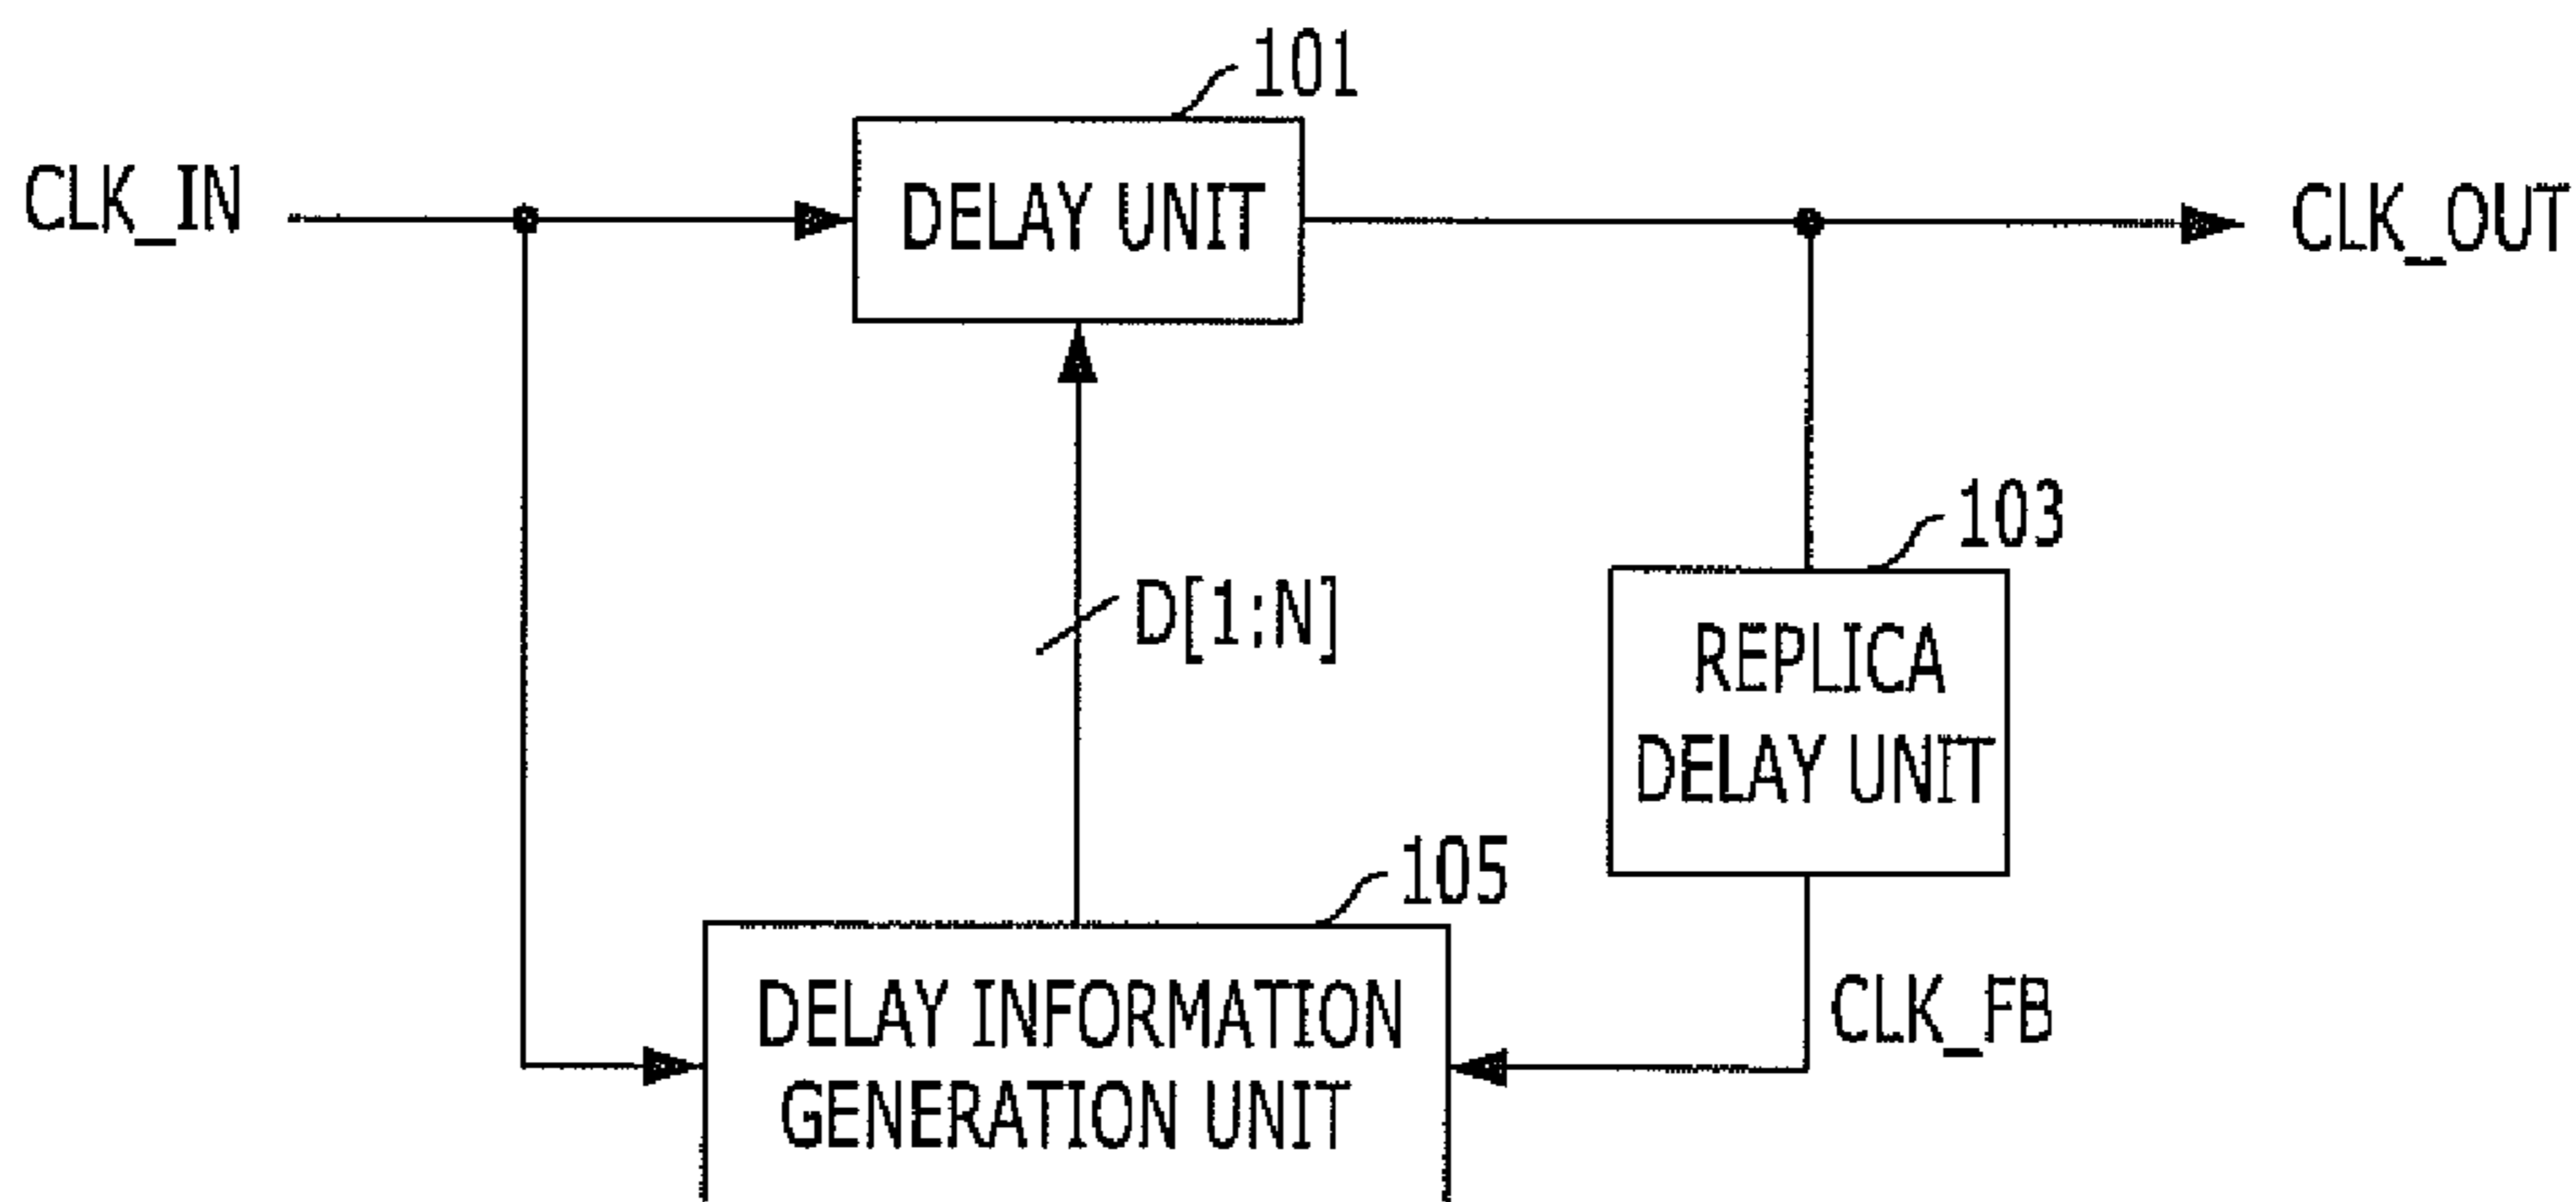 101
CLK_IN
DELAY UNIT
CLK_OUT
103
D[1:N]
REPLICA
DELAY UNIT
105
DELAY INFORMATION
GENERATION UNIT
CLK_FB